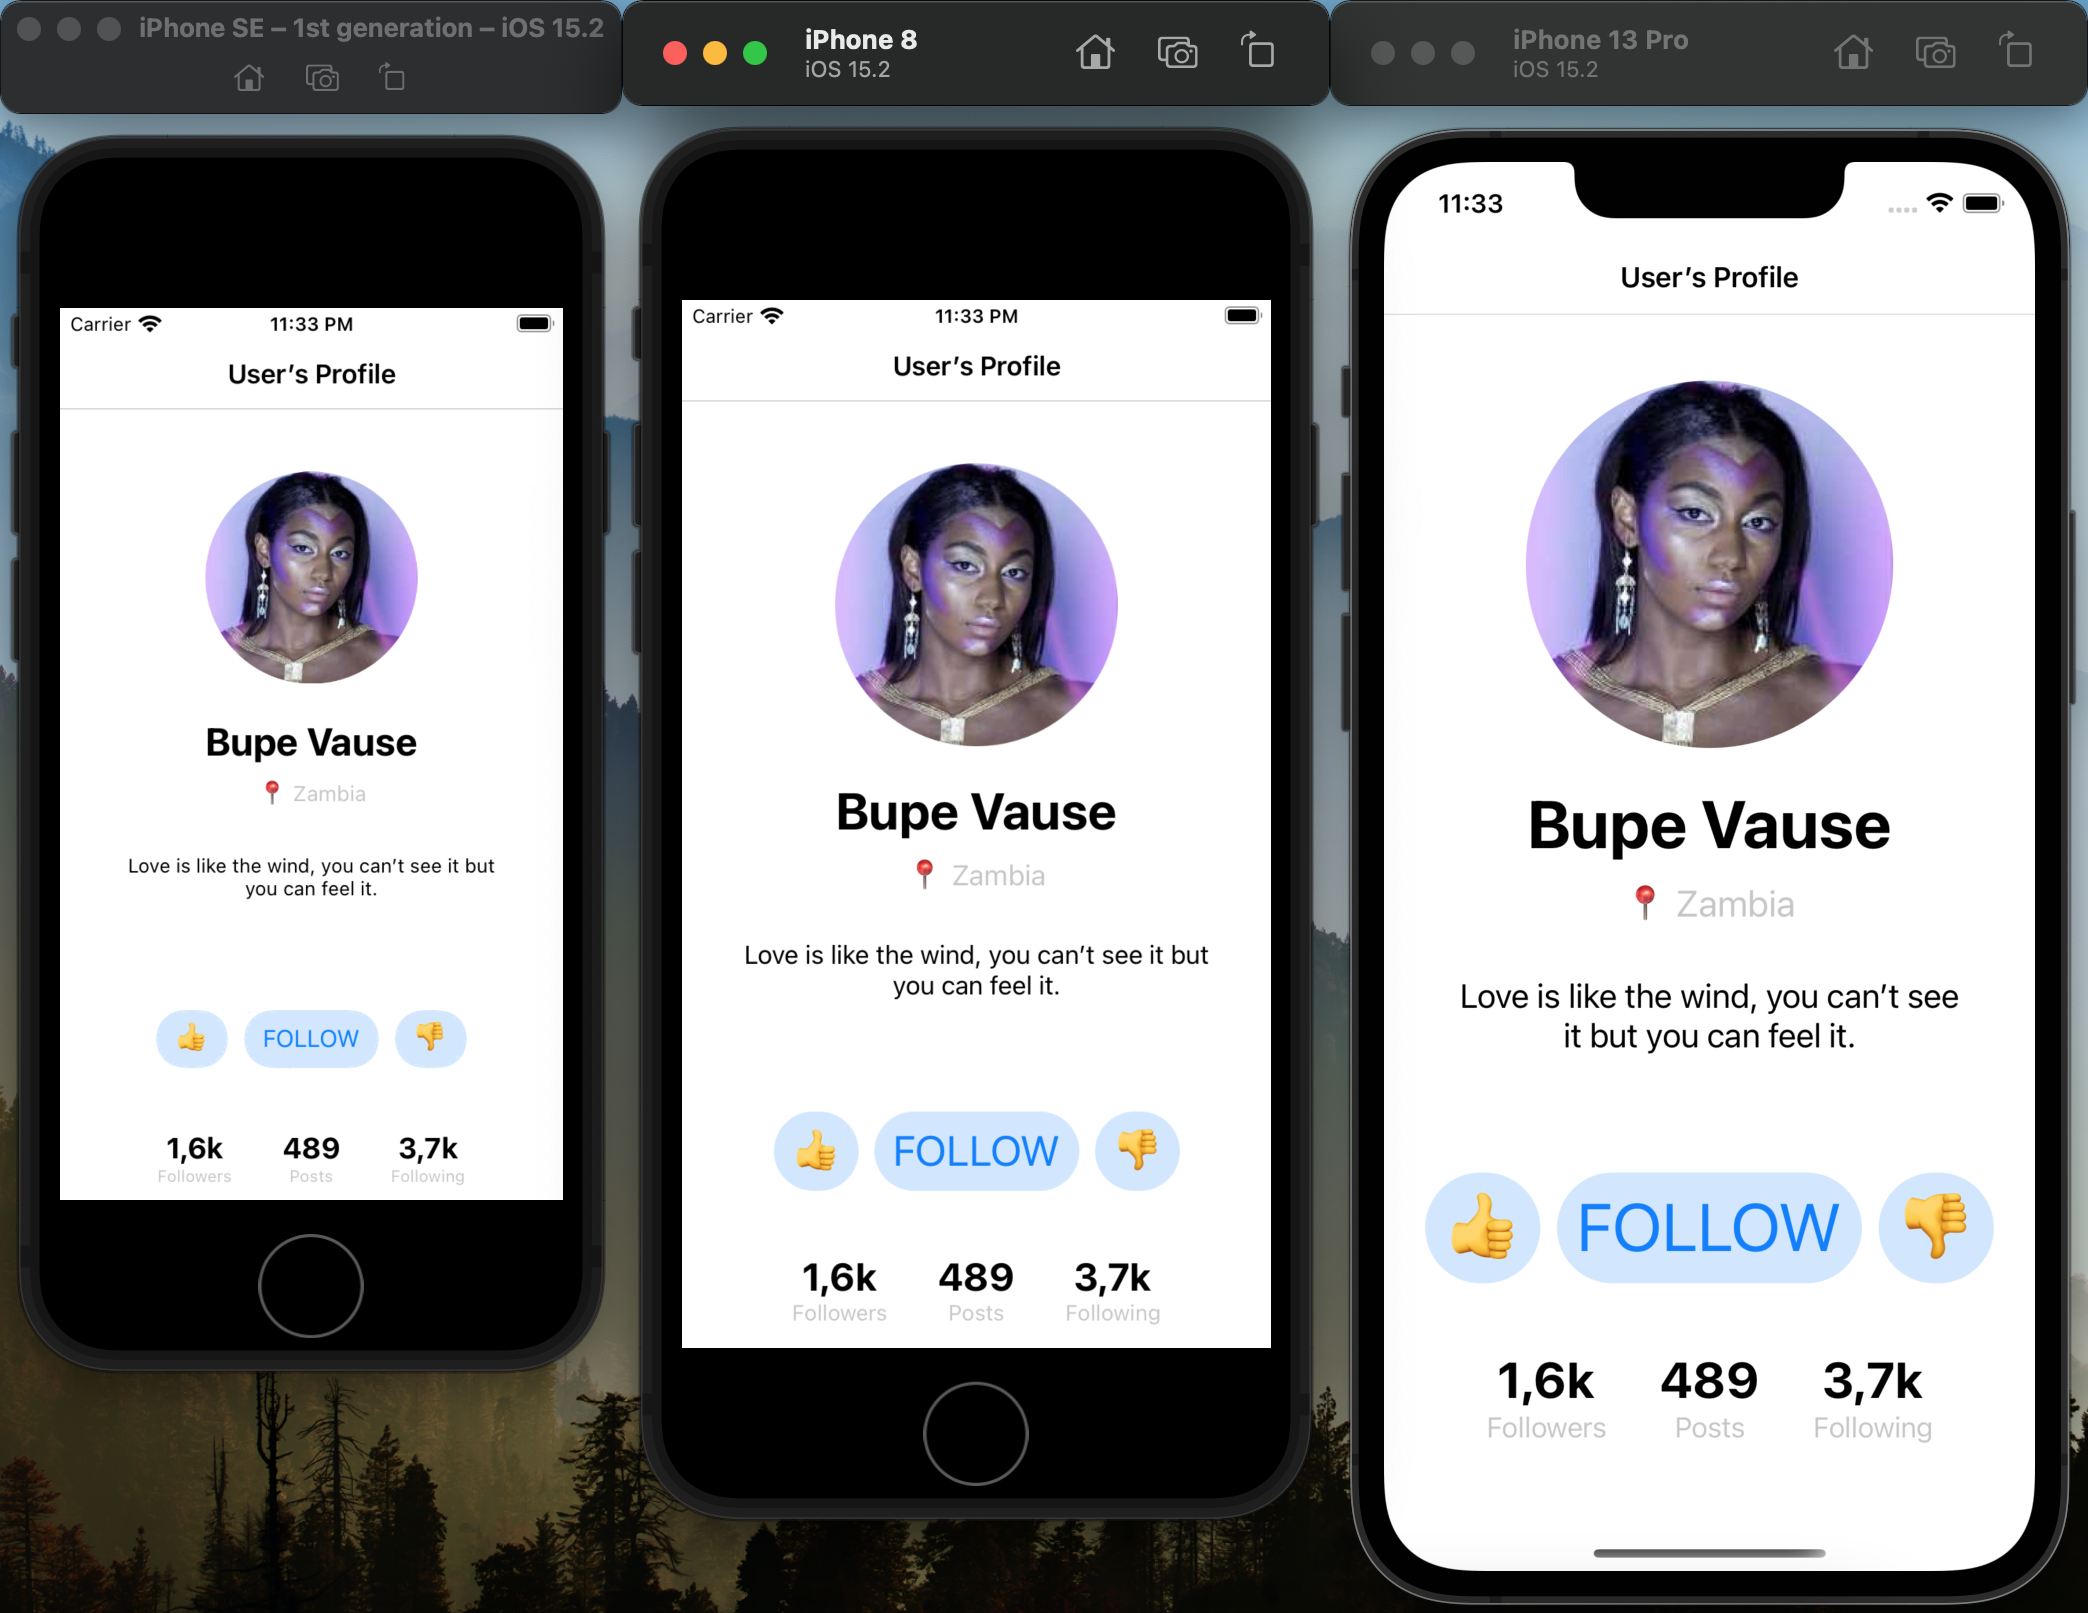 iPhone SE – 1st generation – iOS 15.2
Carrier 11:33 PM
User’s Profile
Bupe Vause
📍 Zambia
Love is like the wind, you can’t see it but
you can feel it.
👍 FOLLOW 👎
1,6k 489 3,7k
Followers Posts Following
iPhone 8
iOS 15.2
Carrier 11:33 PM
User’s Profile
Bupe Vause
📍 Zambia
Love is like the wind, you can’t see it but
you can feel it.
👍 FOLLOW 👎
1,6k 489 3,7k
Followers Posts Following
iPhone 13 Pro
iOS 15.2
11:33
User’s Profile
Bupe Vause
📍 Zambia
Love is like the wind, you can’t see
it but you can feel it.
👍 FOLLOW 👎
1,6k 489 3,7k
Followers Posts Following